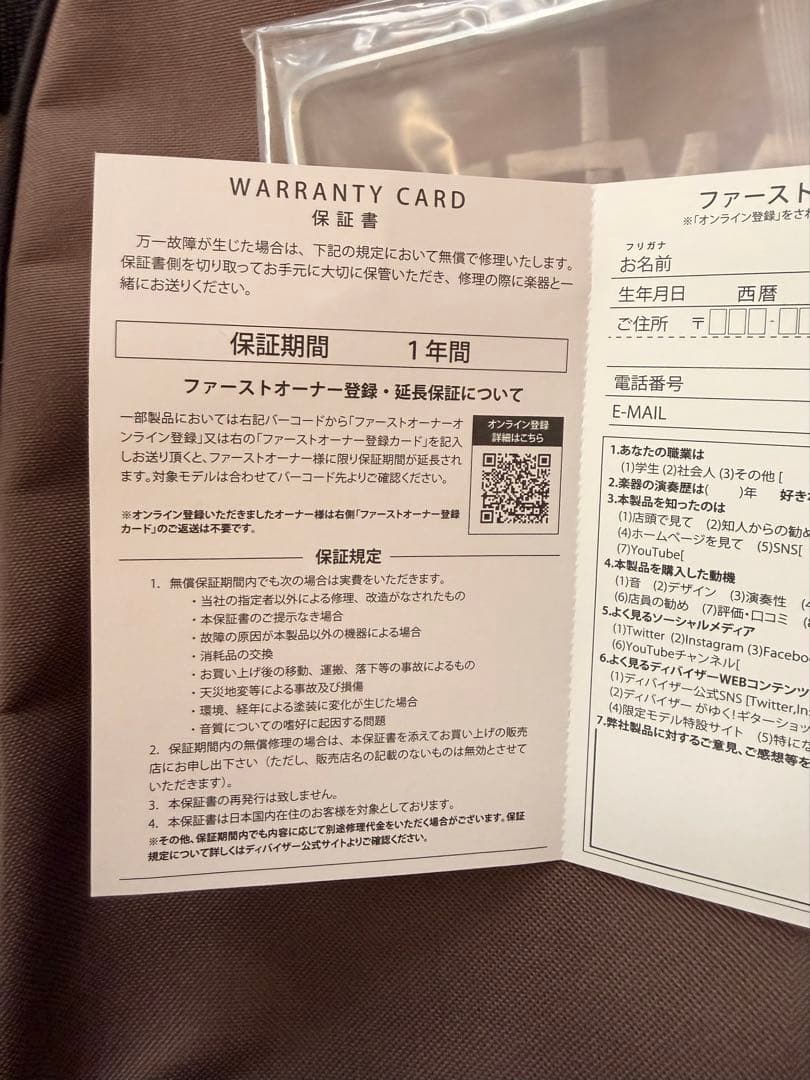 WARRANTY CARD
保証書
万一故障が生じた場合は、下記の規定において無償で修理いたします。
保証書側を切り取ってお手元に大切に保管いただき、修理の際に楽器と一
緒にお送りください。
保証期間 1年間
ファーストオーナー登録・延長保証について
一部製品においては右記バーコードから「ファーストオーナーオ
ンライン登録」又は右の「ファーストオーナー登録カード」を記入
しお送り頂くと、ファーストオーナー様に限り保証期間が延長され
ます。対象モデルは合わせてバーコード先よりご確認ください。
※オンライン登録いただきましたオーナー様は右側「ファーストオーナー登録
カード」のご返送は不要です。
オンライン登録
詳細はこちら
保証規定
1. 無償保証期間内でも次の場合は実費をいただきます。
・当社の指定者以外による修理、改造がなされたもの
・本保証書のご提示なき場合
・故障の原因が本製品以外の機器による場合
・消耗品の交換
・お買い上げ後の移動、運搬、落下等の事故によるもの
・天災地変等による事故及び損傷
・環境、経年による塗装に変化が生じた場合
・音質についての嗜好に起因する問題
2. 保証期間内の無償修理の場合は、本保証書を添えてお買い上げの販売
店にお申し出下さい（ただし、販売店名の記載のないものは無効とさせて
いただきます）。
3. 本保証書の再発行は致しません。
4. 本保証書は日本国内在住のお客様を対象としております。
※その他、保証期間内でも内容に応じて別途修理代金をいただく場合がございます。保証
規定について詳しくはディバイザー公式サイトよりご確認ください。
ファースト
※「オンライン登録」をされ
フリガナ
お名前
生年月日 西暦
ご住所 〒
電話番号
E-MAIL
1.あなたの職業は
(1)学生 (2)社会人 (3)その他 [
2.楽器の演奏歴は( )年 好き
3.本製品を知ったのは
(1)店頭で見て (2)知人からの勧め
(4)ホームページを見て (5)SNS[
(7)YouTube[
4.本製品を購入した動機
(1)音 (2)デザイン (3)演奏性 (4
(6)店員の勧め (7)評価・口コミ (8
5.よく見るソーシャルメディア
(1)Twitter (2)Instagram (3)Facebo
(6)YouTubeチャンネル[
6.よく見るディバイザーWEBコンテンツ
(1)ディバイザー公式SNS [Twitter,Ins
(2)ディバイザー がゆく!ギターショッ
(4)限定モデル特設サイト (5)特にな
7.弊社製品に対するご意見、ご感想等を